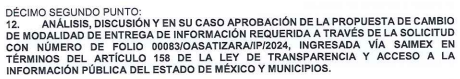 DÉCIMO SEGUNDO PUNTO:
12. ANÁLISIS, DISCUSIÓN Y EN SU CASO APROBACIÓN DE LA PROPUESTA DE CAMBIO
DE MODALIDAD DE ENTREGA DE INFORMACIÓN REQUERIDA A TRAVÉS DE LA SOLICITUD
CON NÚMERO DE FOLIO 00083/OASATIZARA/IP/2024, INGRESADA VÍA SAIMEX EN
TÉRMINOS DEL ARTÍCULO 158 DE LA LEY DE TRANSPARENCIA Y ACCESO A LA
INFORMACIÓN PÚBLICA DEL ESTADO DE MÉXICO Y MUNICIPIOS.